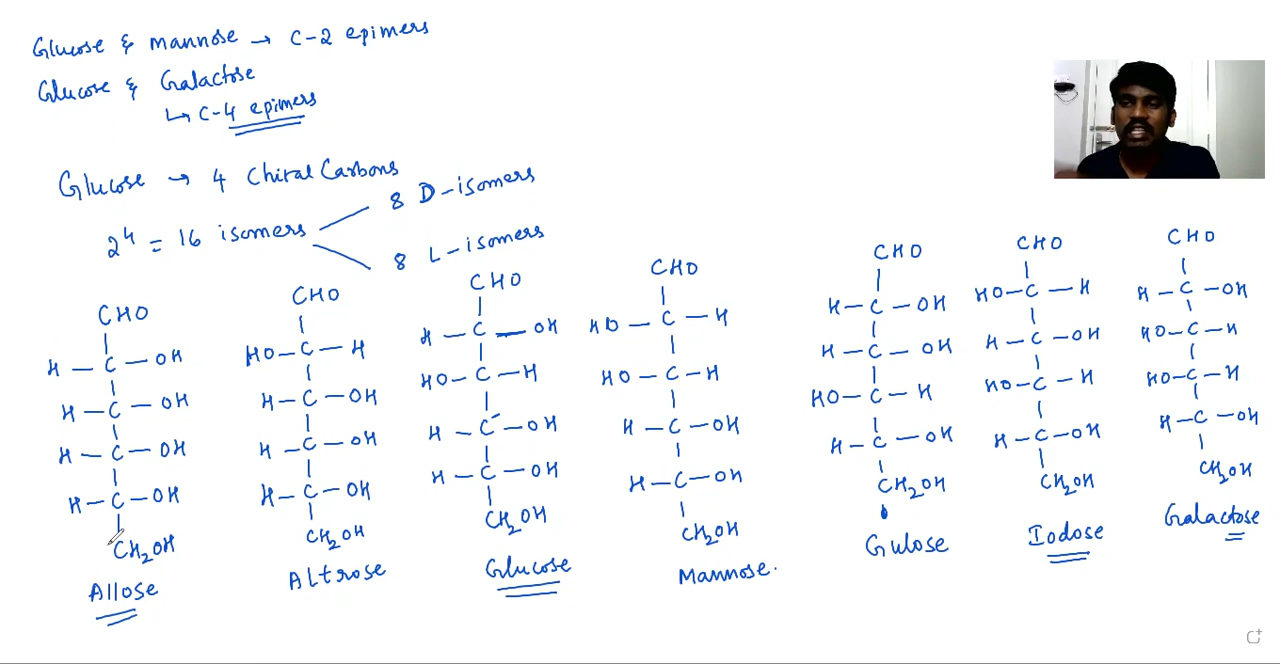 Glucose & mannose → C-2 epimers
Glucose & Galactose
↳ C-4 epimers
Glucose → 4 Chiral Carbons
2⁴ = 16 isomers
8 D-isomers
8 L-isomers
CHO
H — C — OH
H — C — OH
H — C — OH
H — C — OH
CH₂OH
Allose
CHO
HO — C — H
H — C — OH
H — C — OH
H — C — OH
CH₂OH
Altrose
CHO
H — C — OH
HO — C — H
H — C — OH
H — C — OH
CH₂OH
Glucose
CHO
HO — C — H
HO — C — H
H — C — OH
H — C — OH
CH₂OH
Mannose.
CHO
H — C — OH
H — C — OH
HO — C — H
H — C — OH
CH₂OH
Gulose
CHO
HO — C — H
H — C — OH
HO — C — H
H — C — OH
CH₂OH
Iodose
CHO
H — C — OH
HO — C — H
HO — C — H
H — C — OH
CH₂OH
Galactose